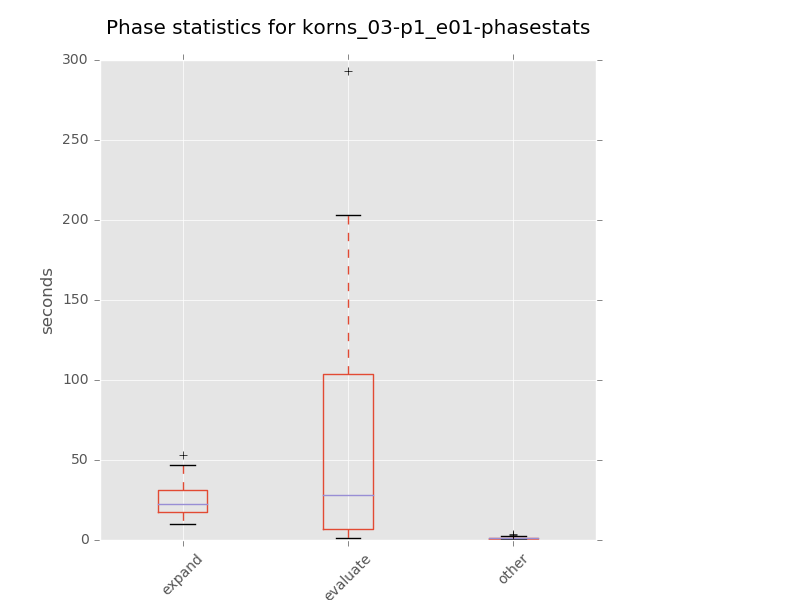 Phase statistics for korns_03-p1_e01-phasestats
300
250
200
150
100
50
0
seconds
expand
evaluate
other